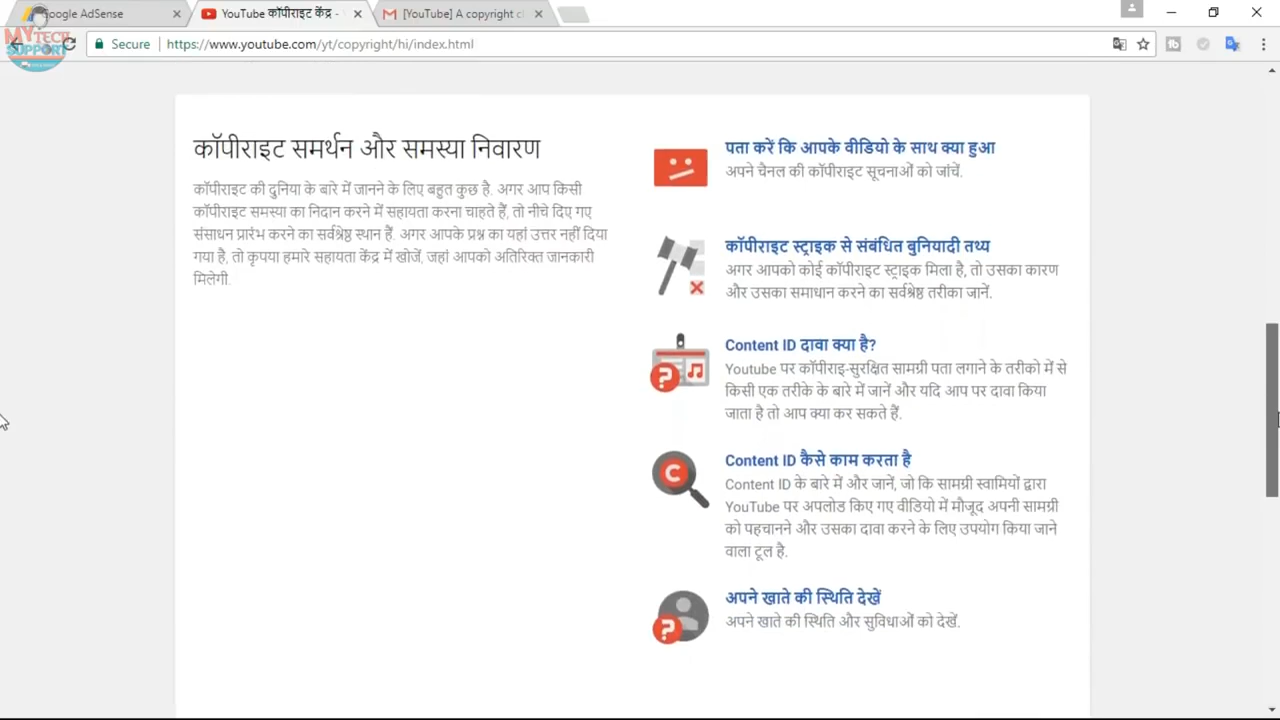 Google AdSense
YouTube कॉपीराइट केंद्र -
[YouTube] A copyright cl
MY TECH
SUPPORT
Secure
https://www.youtube.com/yt/copyright/hi/index.html
कॉपीराइट समर्थन और समस्या निवारण
कॉपीराइट की दुनिया के बारे में जानने के लिए बहुत कुछ है. अगर आप किसी
कॉपीराइट समस्या का निदान करने में सहायता करना चाहते हैं, तो नीचे दिए गए
संसाधन प्रारंभ करने का सर्वश्रेष्ठ स्थान हैं. अगर आपके प्रश्न का यहां उत्तर नहीं दिया
गया है, तो कृपया हमारे सहायता केंद्र में खोजें, जहां आपको अतिरिक्त जानकारी
मिलेगी.
पता करें कि आपके वीडियो के साथ क्या हुआ
अपने चैनल की कॉपीराइट सूचनाओं को जांचें.
कॉपीराइट स्ट्राइक से संबंधित बुनियादी तथ्य
अगर आपको कोई कॉपीराइट स्ट्राइक मिला है, तो उसका कारण
और उसका समाधान करने का सर्वश्रेष्ठ तरीका जानें.
Content ID दावा क्या है?
Youtube पर कॉपीराइ-सुरक्षित सामग्री पता लगाने के तरीको में से
किसी एक तरीके के बारे में जानें और यदि आप पर दावा किया
जाता है तो आप क्या कर सकते हैं.
Content ID कैसे काम करता है
Content ID के बारे में और जानें, जो कि सामग्री स्वामियों द्वारा
YouTube पर अपलोड किए गए वीडियो में मौजूद अपनी सामग्री
को पहचानने और उसका दावा करने के लिए उपयोग किया जाने
वाला टूल है.
अपने खाते की स्थिति देखें
अपने खाते की स्थिति और सुविधाओं को देखें.